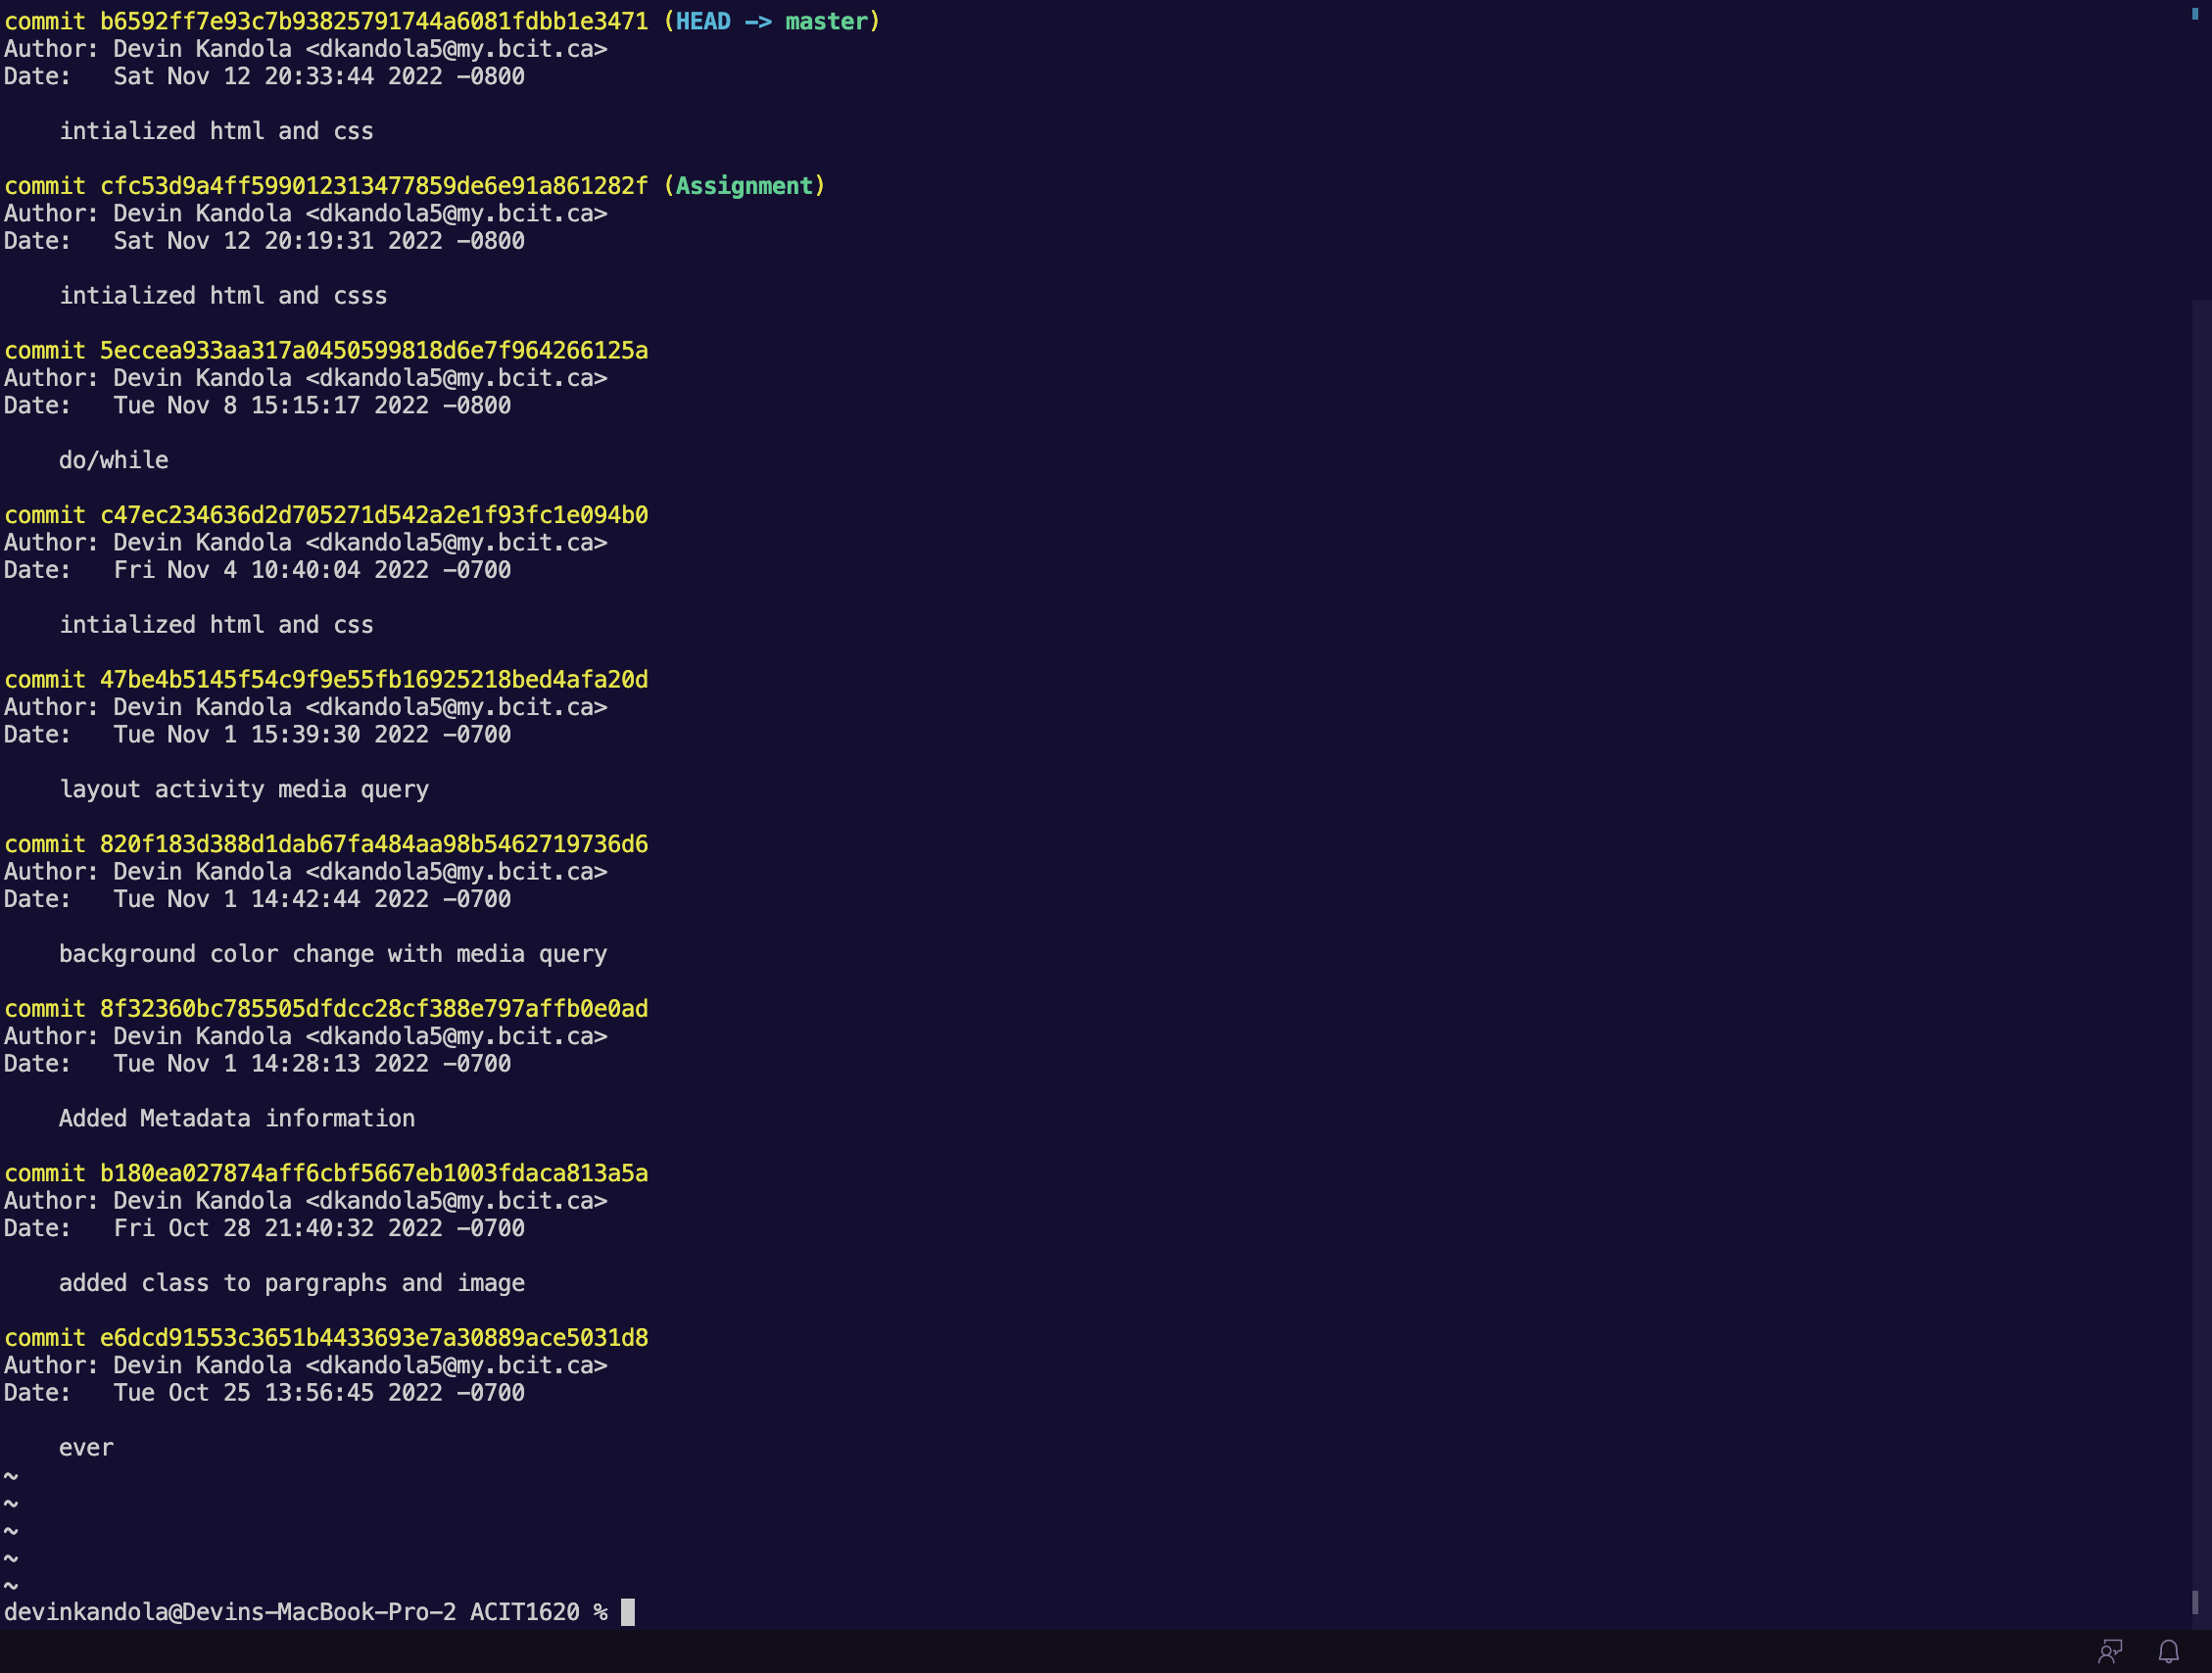 commit b6592ff7e93c7b93825791744a6081fdbb1e3471 (HEAD -> master)
Author: Devin Kandola <dkandola5@my.bcit.ca>
Date:   Sat Nov 12 20:33:44 2022 -0800
intialized html and css
commit cfc53d9a4ff599012313477859de6e91a861282f (Assignment)
Author: Devin Kandola <dkandola5@my.bcit.ca>
Date:   Sat Nov 12 20:19:31 2022 -0800
intialized html and csss
commit 5eccea933aa317a0450599818d6e7f964266125a
Author: Devin Kandola <dkandola5@my.bcit.ca>
Date:   Tue Nov 8 15:15:17 2022 -0800
do/while
commit c47ec234636d2d705271d542a2e1f93fc1e094b0
Author: Devin Kandola <dkandola5@my.bcit.ca>
Date:   Fri Nov 4 10:40:04 2022 -0700
intialized html and css
commit 47be4b5145f54c9f9e55fb16925218bed4afa20d
Author: Devin Kandola <dkandola5@my.bcit.ca>
Date:   Tue Nov 1 15:39:30 2022 -0700
layout activity media query
commit 820f183d388d1dab67fa484aa98b5462719736d6
Author: Devin Kandola <dkandola5@my.bcit.ca>
Date:   Tue Nov 1 14:42:44 2022 -0700
background color change with media query
commit 8f32360bc785505dfdcc28cf388e797affb0e0ad
Author: Devin Kandola <dkandola5@my.bcit.ca>
Date:   Tue Nov 1 14:28:13 2022 -0700
Added Metadata information
commit b180ea027874aff6cbf5667eb1003fdaca813a5a
Author: Devin Kandola <dkandola5@my.bcit.ca>
Date:   Fri Oct 28 21:40:32 2022 -0700
added class to pargraphs and image
commit e6dcd91553c3651b4433693e7a30889ace5031d8
Author: Devin Kandola <dkandola5@my.bcit.ca>
Date:   Tue Oct 25 13:56:45 2022 -0700
ever
~
~
~
~
~
devinkandola@Devins-MacBook-Pro-2 ACIT1620 %